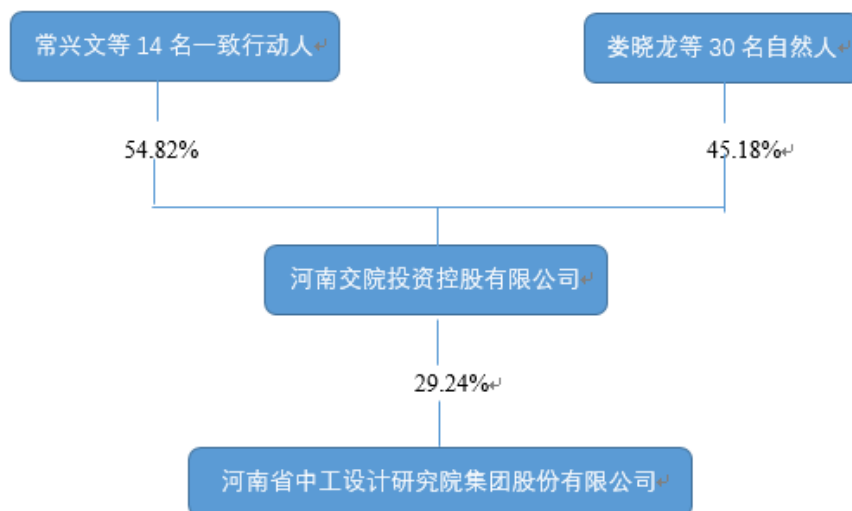 常兴文等 14 名一致行动人↵
娄晓龙等 30 名自然人↵
54.82%
45.18%↵
河南交院投资控股有限公司↵
29.24%↵
河南省中工设计研究院集团股份有限公司↵